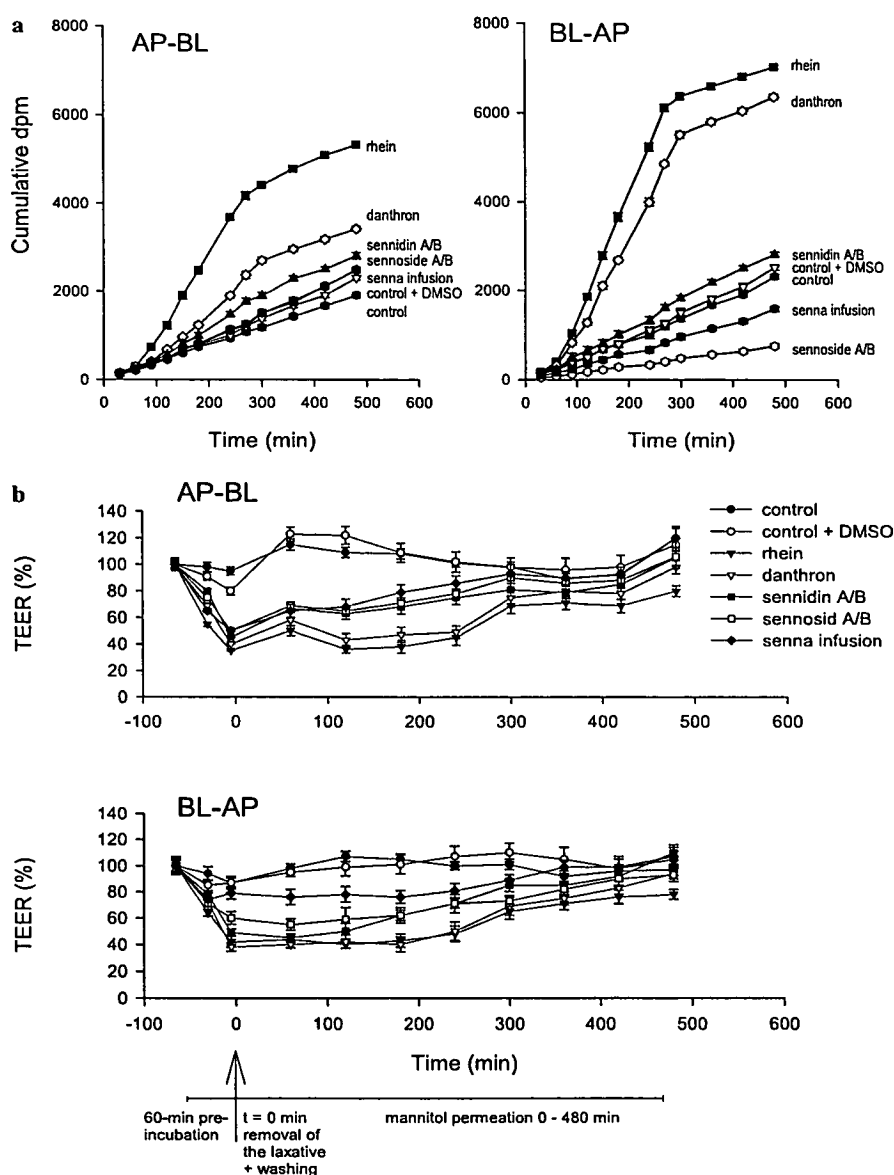 a
AP-BL
BL-AP
8000
6000
4000
2000
0
Cumulative dpm
rhein
danthron
sennidin A/B
sennoside A/B
senna infusion
control + DMSO
control
0 100 200 300 400 500 600
Time (min)
8000
6000
4000
2000
0
rhein
danthron
sennidin A/B
control + DMSO
control
senna infusion
sennoside A/B
0 100 200 300 400 500 600
Time (min)
b
AP-BL
140
120
100
80
60
40
20
0
TEER (%)
-100 0 100 200 300 400 500 600
control
control + DMSO
rhein
danthron
sennidin A/B
sennosid A/B
senna infusion
BL-AP
140
120
100
80
60
40
20
0
TEER (%)
-100 0 100 200 300 400 500 600
Time (min)
60-min pre-
incubation
t = 0 min
removal of
the laxative
+ washing
mannitol permeation 0 - 480 min